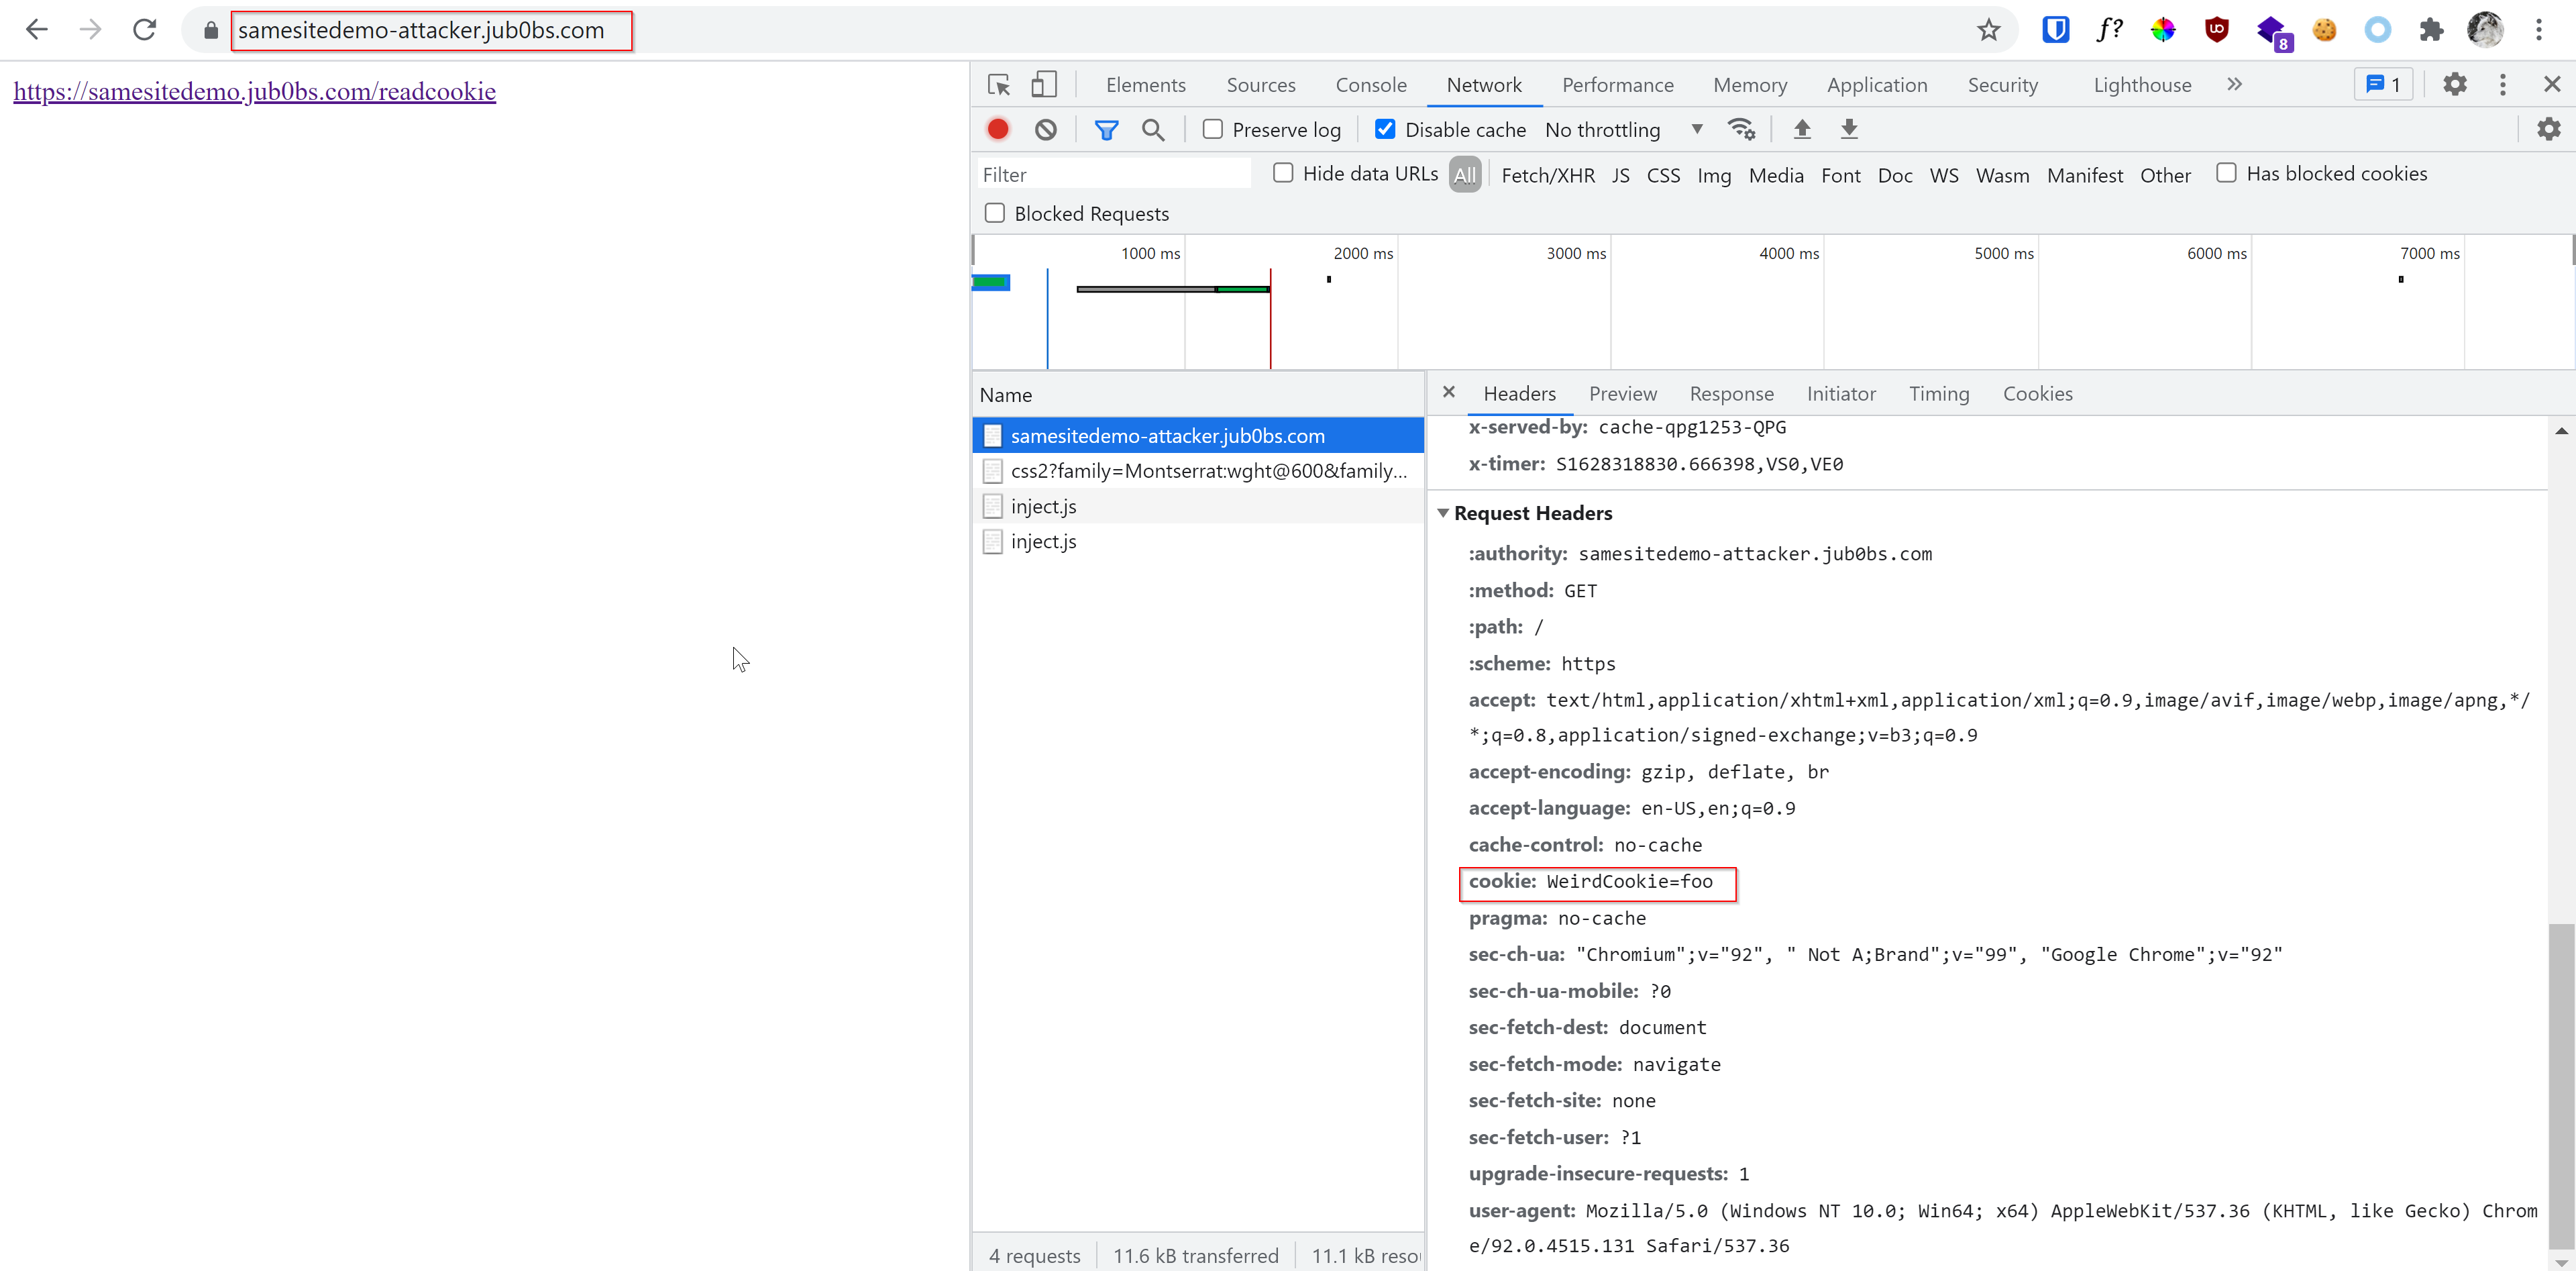 samesitedemo-attacker.jub0bs.com
f?
8
https://samesitedemo.jub0bs.com/readcookie
Elements Sources Console Network Performance Memory Application Security Lighthouse 1
Preserve log Disable cache No throttling
Filter Hide data URLs All Fetch/XHR JS CSS Img Media Font Doc WS Wasm Manifest Other Has blocked cookies
Blocked Requests
1000 ms 2000 ms 3000 ms 4000 ms 5000 ms 6000 ms 7000 ms
Name
samesitedemo-attacker.jub0bs.com
css2?family=Montserrat:wght@600&family...
inject.js
inject.js
4 requests 11.6 kB transferred 11.1 kB resou
Headers Preview Response Initiator Timing Cookies
x-served-by: cache-qpg1253-QPG
x-timer: S1628318830.666398,VS0,VE0
Request Headers
:authority: samesitedemo-attacker.jub0bs.com
:method: GET
:path: /
:scheme: https
accept: text/html,application/xhtml+xml,application/xml;q=0.9,image/avif,image/webp,image/apng,*/
*;q=0.8,application/signed-exchange;v=b3;q=0.9
accept-encoding: gzip, deflate, br
accept-language: en-US,en;q=0.9
cache-control: no-cache
cookie: WeirdCookie=foo
pragma: no-cache
sec-ch-ua: "Chromium";v="92", " Not A;Brand";v="99", "Google Chrome";v="92"
sec-ch-ua-mobile: ?0
sec-fetch-dest: document
sec-fetch-mode: navigate
sec-fetch-site: none
sec-fetch-user: ?1
upgrade-insecure-requests: 1
user-agent: Mozilla/5.0 (Windows NT 10.0; Win64; x64) AppleWebKit/537.36 (KHTML, like Gecko) Chrom
e/92.0.4515.131 Safari/537.36